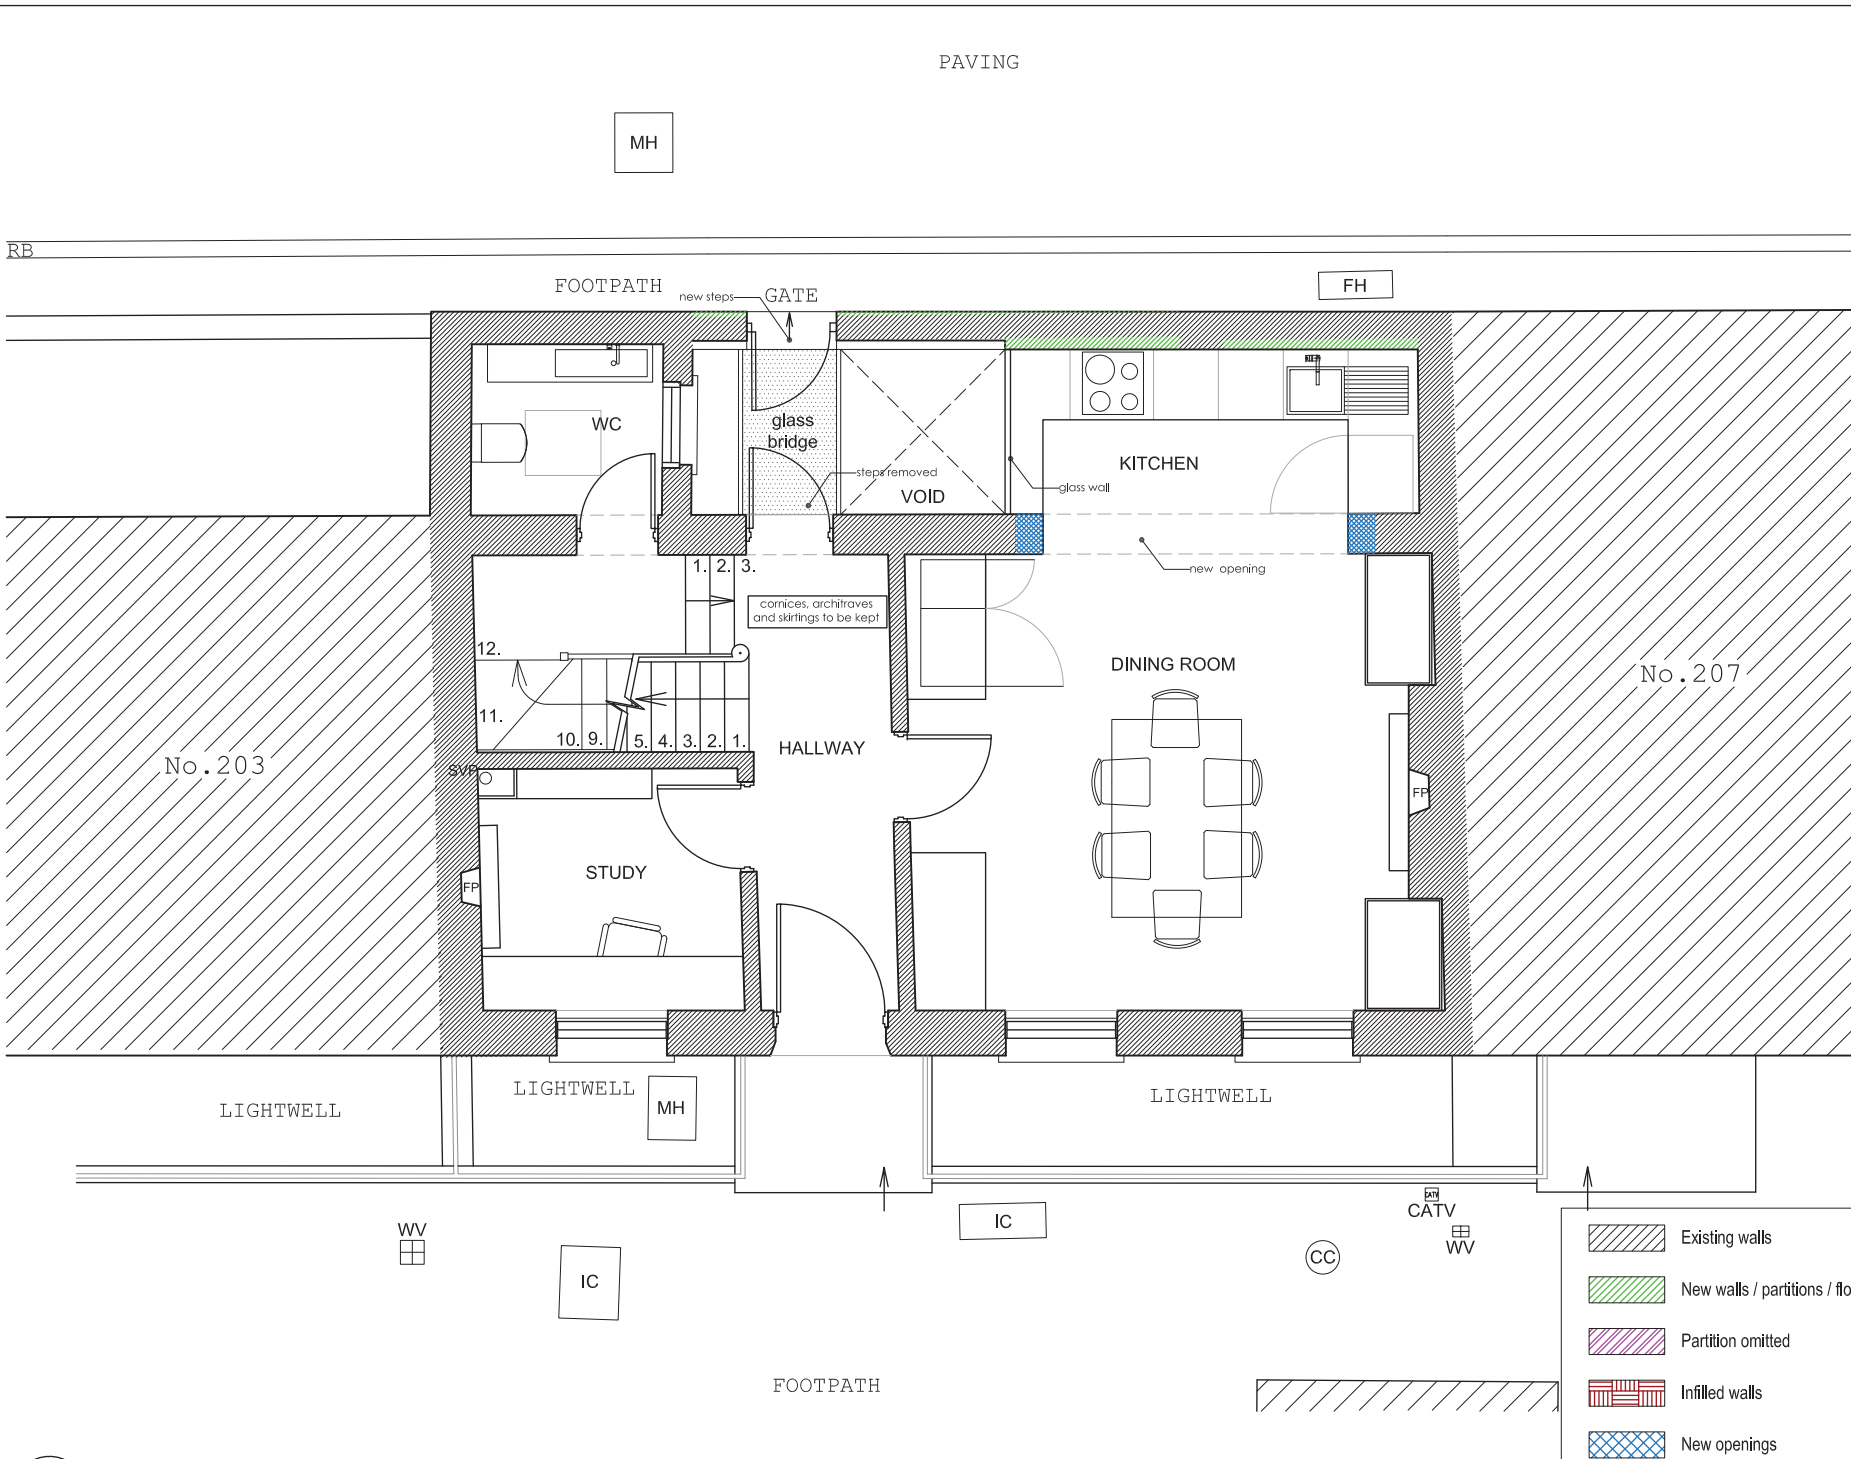 PAVING
MH
RB
FOOTPATH
new steps
GATE
FH
WC
glass
bridge
steps removed
VOID
glass wall
KITCHEN
new opening
1. 2. 3.
cornices, architraves
and skirtings to be kept
12.
11.
10. 9. 5. 4. 3. 2. 1.
HALLWAY
DINING ROOM
No.203
No.207
SVP
FP
STUDY
FP
LIGHTWELL
LIGHTWELL
MH
LIGHTWELL
WV
IC
IC
CC
CATV
CATV
WV
FOOTPATH
Existing walls
New walls / partitions / flo
Partition omitted
Infilled walls
New openings